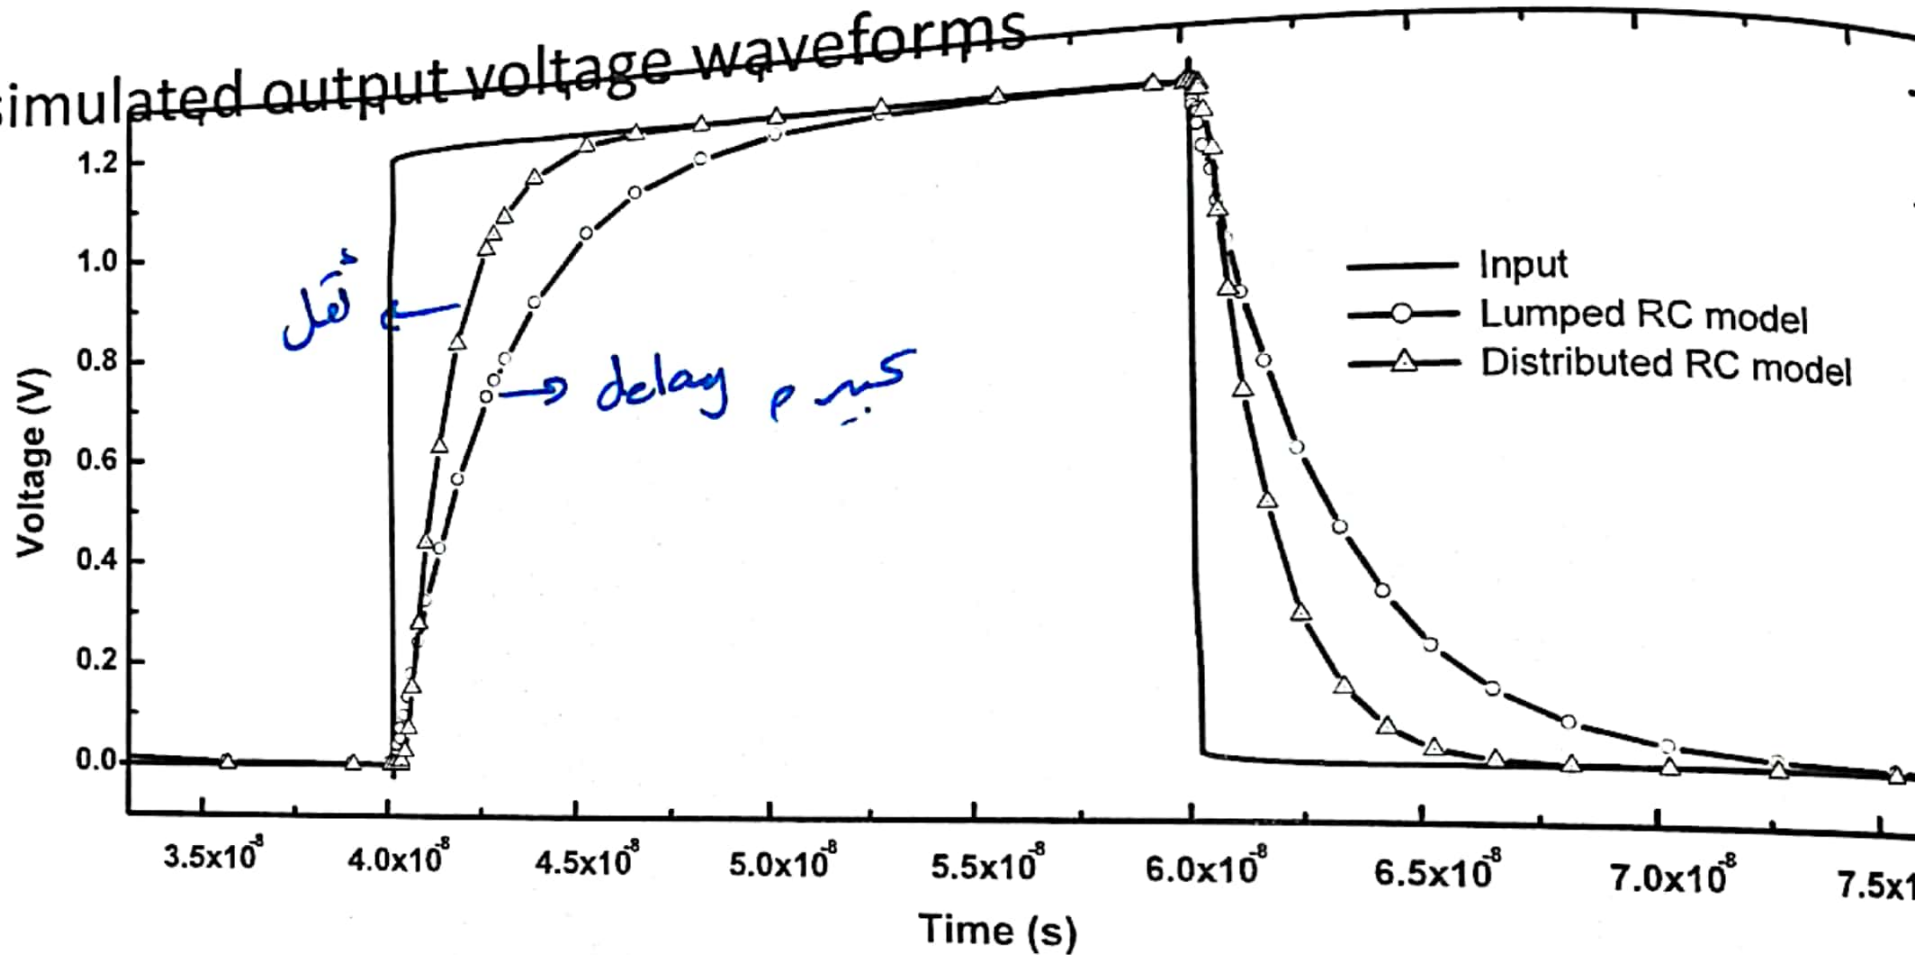 simulated output voltage waveforms
1.2
1.0
0.8
0.6
0.4
0.2
0.0
Voltage (V)
Input
Lumped RC model
Distributed RC model
أقل
delay كبير
3.5x10⁻⁸
4.0x10⁻⁸
4.5x10⁻⁸
5.0x10⁻⁸
5.5x10⁻⁸
6.0x10⁻⁸
6.5x10⁻⁸
7.0x10⁻⁸
7.5x1
Time (s)